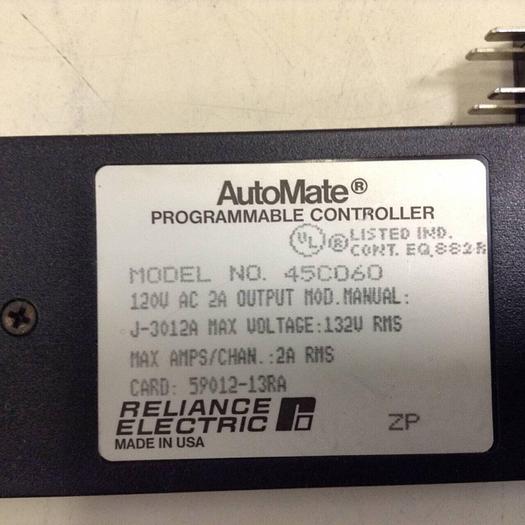 AutoMate®
PROGRAMMABLE CONTROLLER
UL ® LISTED IND.
CONT. EQ. 882R
MODEL NO. 45C060
120V AC 2A OUTPUT MOD.MANUAL:
J-3012A MAX VOLTAGE:132V RMS
MAX AMPS/CHAN.:2A RMS
CARD: 59012-13RA
RELIANCE
ELECTRIC R
MADE IN USA
ZP